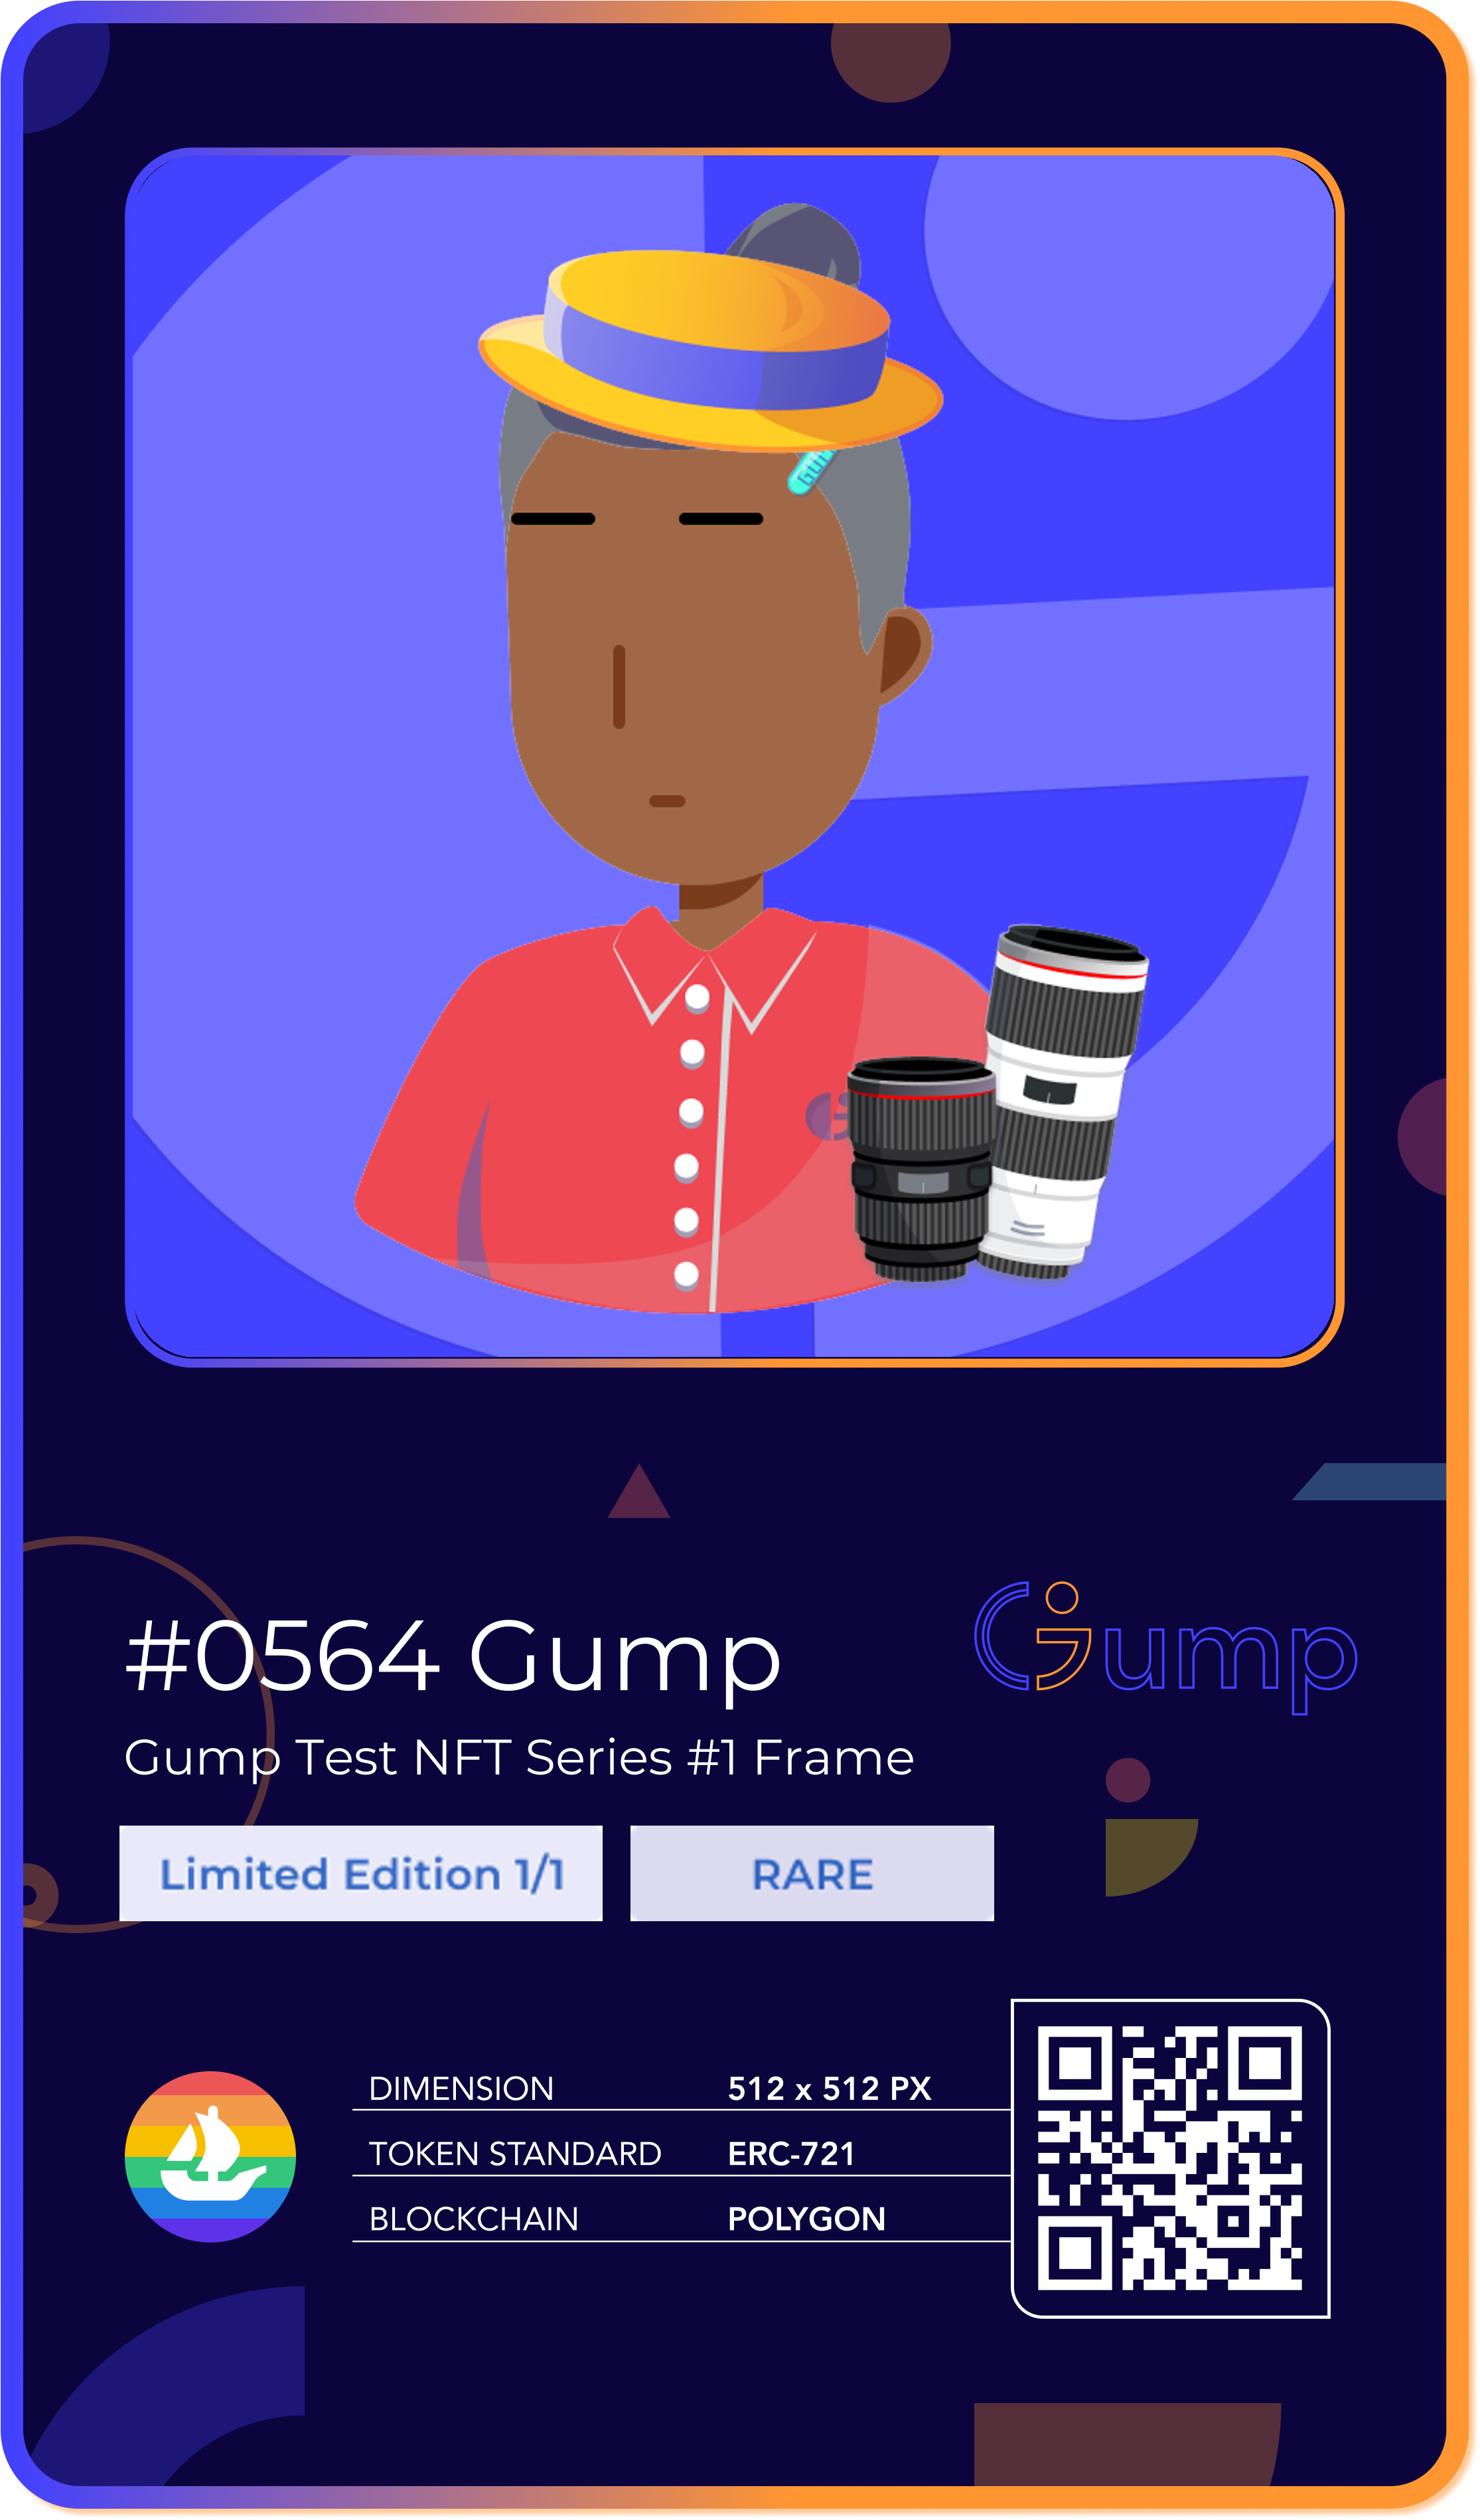 #0564 Gump
Gump
Gump Test NFT Series #1 Frame
Limited Edition 1/1
RARE
DIMENSION 512 x 512 PX
TOKEN STANDARD ERC-721
BLOCKCHAIN POLYGON